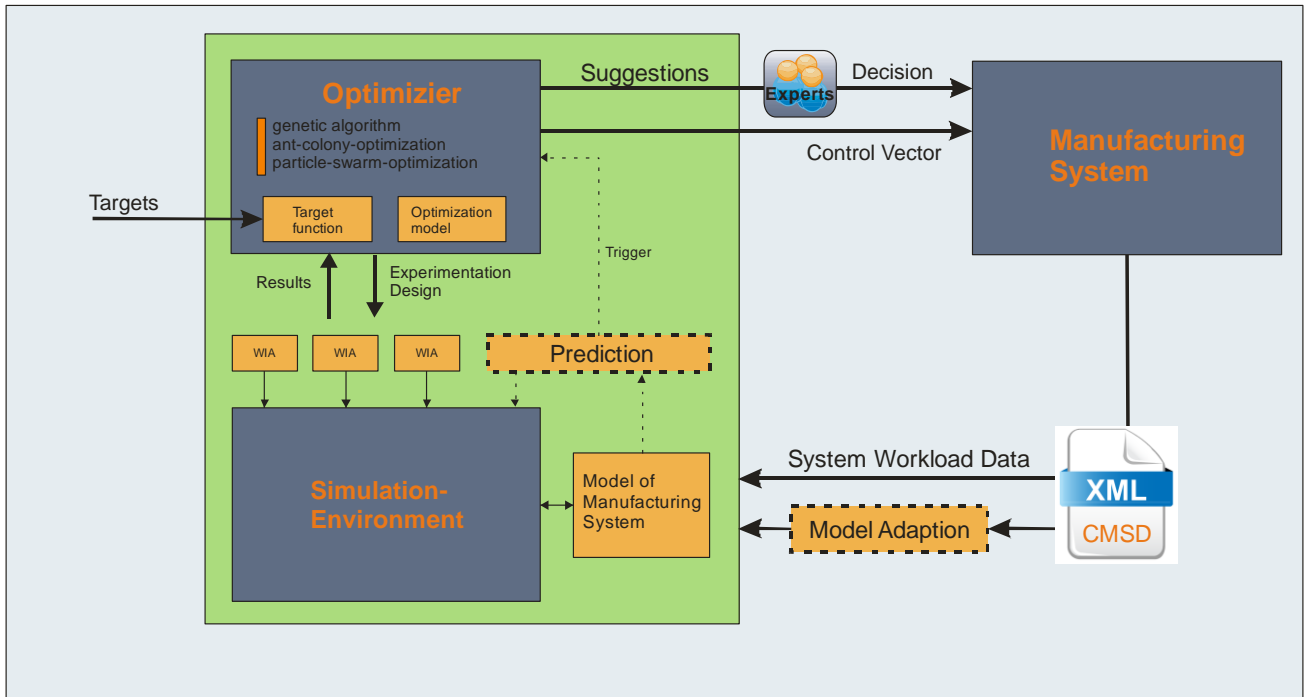 Optimizier
genetic algorithm
ant-colony-optimization
particle-swarm-optimization
Target
function
Optimization
model
Targets
Suggestions
Experts
Decision
Control Vector
Manufacturing
System
Results
Experimentation
Design
Trigger
WIA
WIA
WIA
Prediction
Simulation-
Environment
Model of
Manufacturing
System
System Workload Data
Model Adaption
XML
CMSD